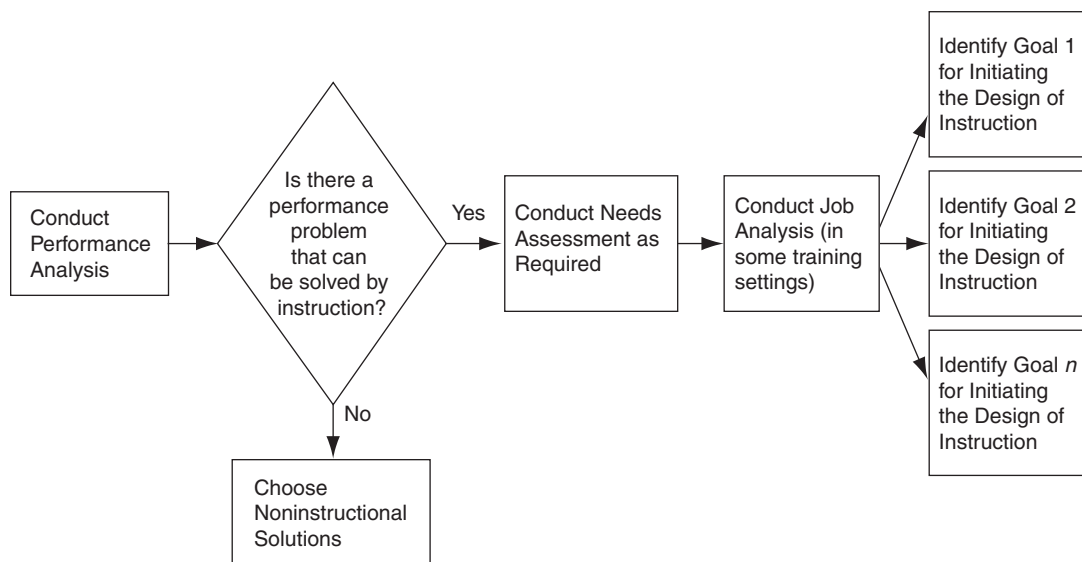 Conduct
Performance
Analysis
Is there a
performance
problem
that can
be solved by
instruction?
Yes
No
Choose
Noninstructional
Solutions
Conduct Needs
Assessment as
Required
Conduct Job
Analysis (in
some training
settings)
Identify Goal 1
for Initiating
the Design of
Instruction
Identify Goal 2
for Initiating
the Design of
Instruction
Identify Goal n
for Initiating
the Design of
Instruction